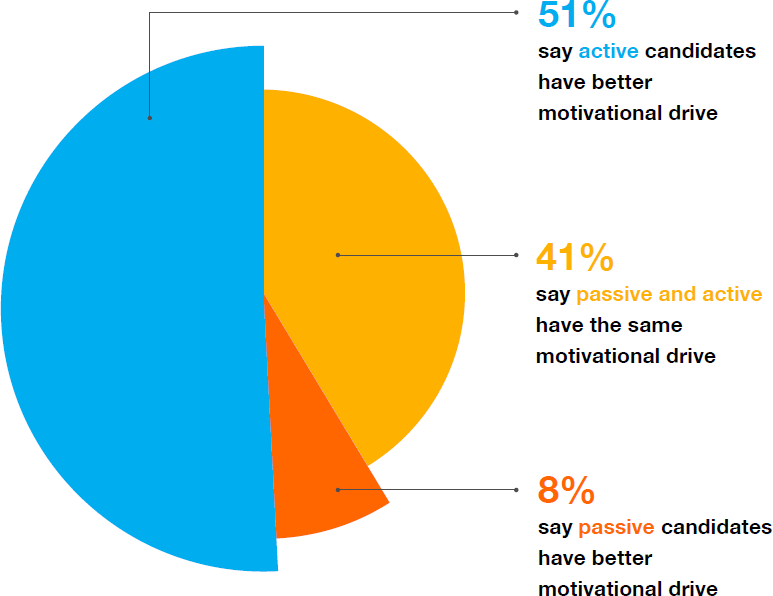 51%
say active candidates
have better
motivational drive
41%
say passive and active
have the same
motivational drive
8%
say passive candidates
have better
motivational drive